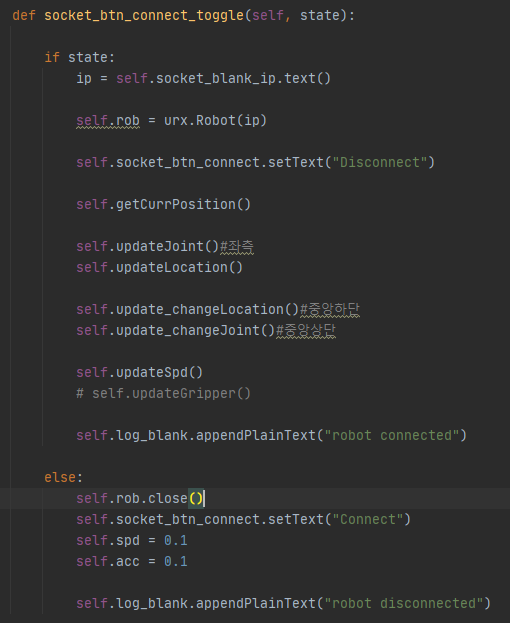 def socket_btn_connect_toggle(self, state):
if state:
ip = self.socket_blank_ip.text()
self.rob = urx.Robot(ip)
self.socket_btn_connect.setText("Disconnect")
self.getCurrPosition()
self.updateJoint()#좌측
self.updateLocation()
self.update_changeLocation()#중앙하단
self.update_changeJoint()#중앙상단
self.updateSpd()
# self.updateGripper()
self.log_blank.appendPlainText("robot connected")
else:
self.rob.close()
self.socket_btn_connect.setText("Connect")
self.spd = 0.1
self.acc = 0.1
self.log_blank.appendPlainText("robot disconnected")